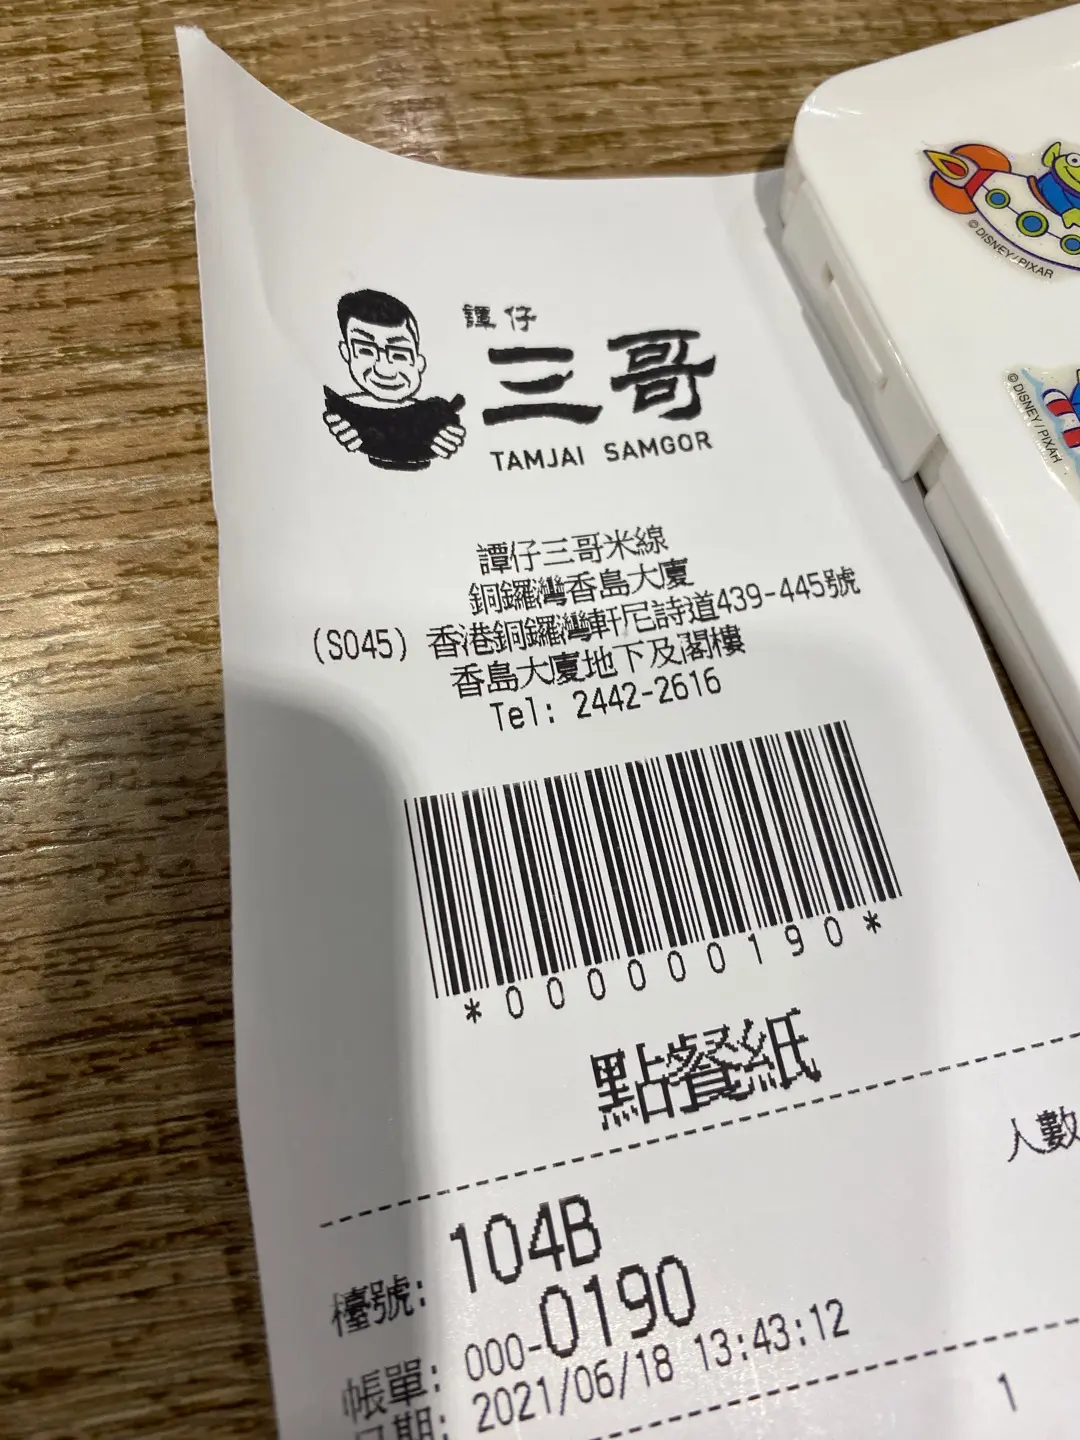 譚仔
三哥
TAMJAI SAMGOR
譚仔三哥米線
銅鑼灣香島大廈
(S045) 香港銅鑼灣軒尼詩道439-445號
香島大廈地下及閣樓
Tel: 2442-2616
*000000190*
點餐紙
人數
檯號: 104B
帳單: 000-0190
日期: 2021/06/18 13:43:12
1
© DISNEY/PIXAR
© DISNEY/PIXAR